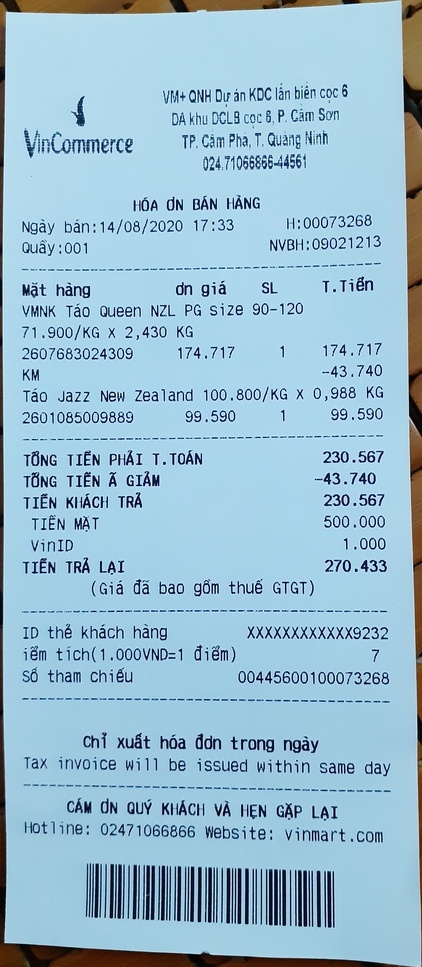 VinCommerce
VM+ QNH Dự án KDC lấn biển cọc 6
DA khu DCLB cọc 6, P. Cẩm Sơn
TP. Cẩm Phả, T. Quảng Ninh
024.71066866-44561
HÓA ƠN BÁN HÀNG
Ngày bán:14/08/2020 17:33 H:00073268
Quầy:001 NVBH:09021213
Mặt hàng ơn giá SL T.Tiền
VMNK Táo Queen NZL PG size 90-120
71.900/KG X 2,430 KG
2607683024309 174.717 1 174.717
KM -43.740
Táo Jazz New Zealand 100.800/KG X 0,988 KG
2601085009889 99.590 1 99.590
TỔNG TIỀN PHẢI T.TOÁN 230.567
TỔNG TIỀN Ã GIẢM -43.740
TIỀN KHÁCH TRẢ 230.567
TIỀN MẶT 500.000
VinID 1.000
TIỀN TRẢ LẠI 270.433
(Giá đã bao gồm thuế GTGT)
ID thẻ khách hàng XXXXXXXXXXXX9232
iểm tích(1.000VND=1 điểm) 7
Số tham chiếu 00445600100073268
Chỉ xuất hóa đơn trong ngày
Tax invoice will be issued within same day
CẢM ƠN QUÝ KHÁCH VÀ HẸN GẶP LẠI
Hotline: 02471066866 Website: vinmart.com